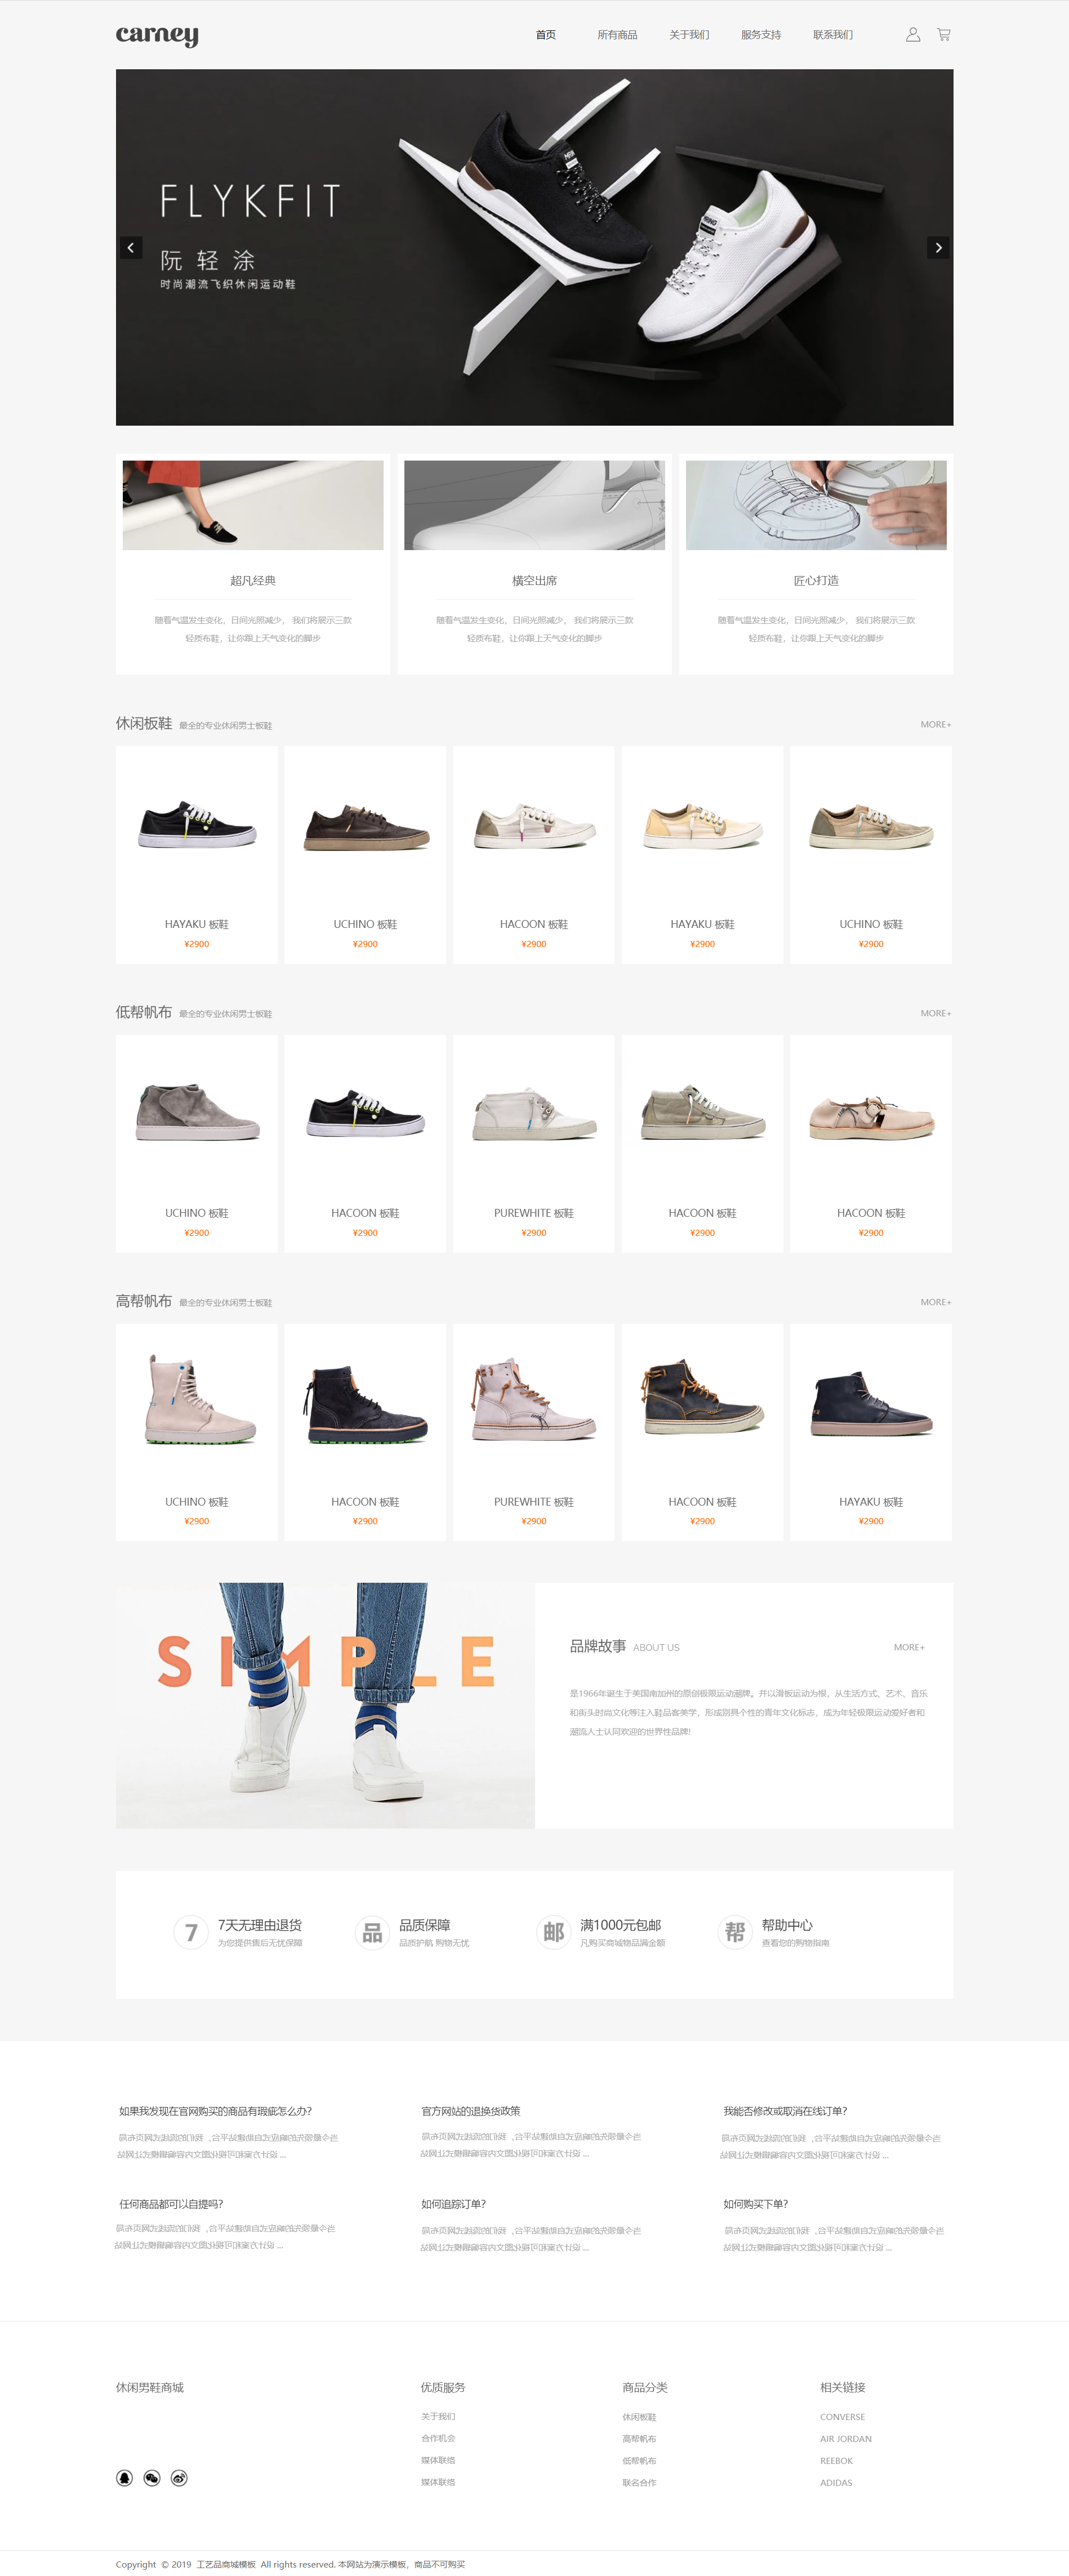 carney
首页 所有商品 关于我们 服务支持 联系我们
FLYKFIT
阮轻涂
时尚潮流飞织休闲运动鞋
超凡经典
随着气温发生变化，日间光照减少， 我们将展示三款
轻质布鞋，让你跟上天气变化的脚步
横空出席
随着气温发生变化，日间光照减少， 我们将展示三款
轻质布鞋，让你跟上天气变化的脚步
匠心打造
随着气温发生变化，日间光照减少， 我们将展示三款
轻质布鞋，让你跟上天气变化的脚步
休闲板鞋 最全的专业休闲男士板鞋 MORE+
HAYAKU 板鞋
¥2900
UCHINO 板鞋
¥2900
HACOON 板鞋
¥2900
HAYAKU 板鞋
¥2900
UCHINO 板鞋
¥2900
低帮帆布 最全的专业休闲男士板鞋 MORE+
UCHINO 板鞋
¥2900
HACOON 板鞋
¥2900
PUREWHITE 板鞋
¥2900
HACOON 板鞋
¥2900
HACOON 板鞋
¥2900
高帮帆布 最全的专业休闲男士板鞋 MORE+
UCHINO 板鞋
¥2900
HACOON 板鞋
¥2900
PUREWHITE 板鞋
¥2900
HACOON 板鞋
¥2900
HAYAKU 板鞋
¥2900
SIMPLE
品牌故事 ABOUT US MORE+
是1966年诞生于美国南加州的原创极限运动潮牌。并以滑板运动为根，从生活方式、艺术、音乐
和街头时尚文化等注入鞋品客美学，形成别具个性的青年文化标志，成为年轻极限运动爱好者和
潮流人士认同欢迎的世界性品牌!
7 7天无理由退货
为您提供售后无忧保障
品 品质保障
品质护航 购物无忧
邮 满1000元包邮
凡购买商城物品满金额
帮 帮助中心
查看您的购物指南
如果我发现在官网购买的商品有瑕疵怎么办?
官方网站的退换货政策
我能否修改或取消在线订单?
任何商品都可以自提吗?
如何追踪订单?
如何购买下单?
休闲男鞋商城
优质服务
关于我们
合作机会
媒体联络
媒体联络
商品分类
休闲板鞋
高帮帆布
低帮帆布
联名合作
相关链接
CONVERSE
AIR JORDAN
REEBOK
ADIDAS
Copyright © 2019 工艺品商城模板 All rights reserved. 本网站为演示模板，商品不可购买